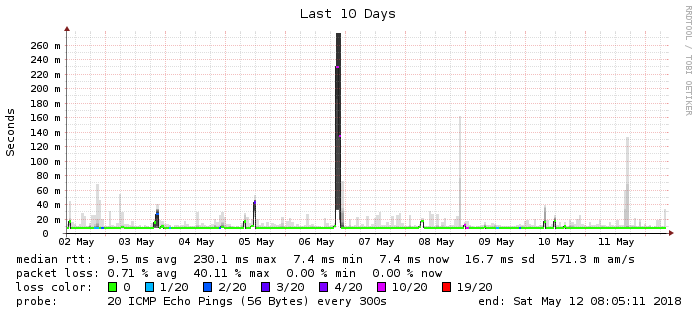 Last 10 Days
RRDTOOL / TOBI OETIKER
Seconds
260 m
240 m
220 m
200 m
180 m
160 m
140 m
120 m
100 m
80 m
60 m
40 m
20 m
0
02 May 03 May 04 May 05 May 06 May 07 May 08 May 09 May 10 May 11 May
median rtt: 9.5 ms avg 230.1 ms max 7.4 ms min 7.4 ms now 16.7 ms sd 571.3 m am/s
packet loss: 0.71 % avg 40.11 % max 0.00 % min 0.00 % now
loss color: 0 1/20 2/20 3/20 4/20 10/20 19/20
probe: 20 ICMP Echo Pings (56 Bytes) every 300s end: Sat May 12 08:05:11 2018